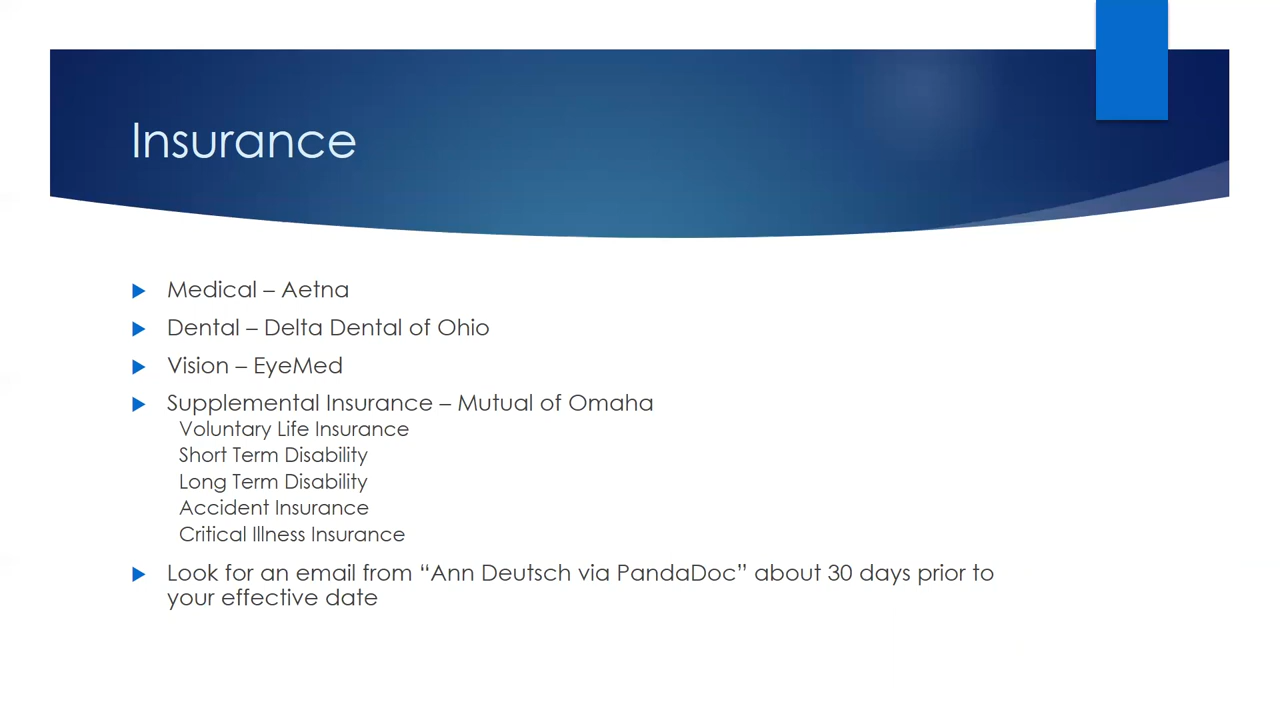 Insurance
Medical – Aetna
Dental – Delta Dental of Ohio
Vision – EyeMed
Supplemental Insurance – Mutual of Omaha
Voluntary Life Insurance
Short Term Disability
Long Term Disability
Accident Insurance
Critical Illness Insurance
Look for an email from “Ann Deutsch via PandaDoc” about 30 days prior to
your effective date